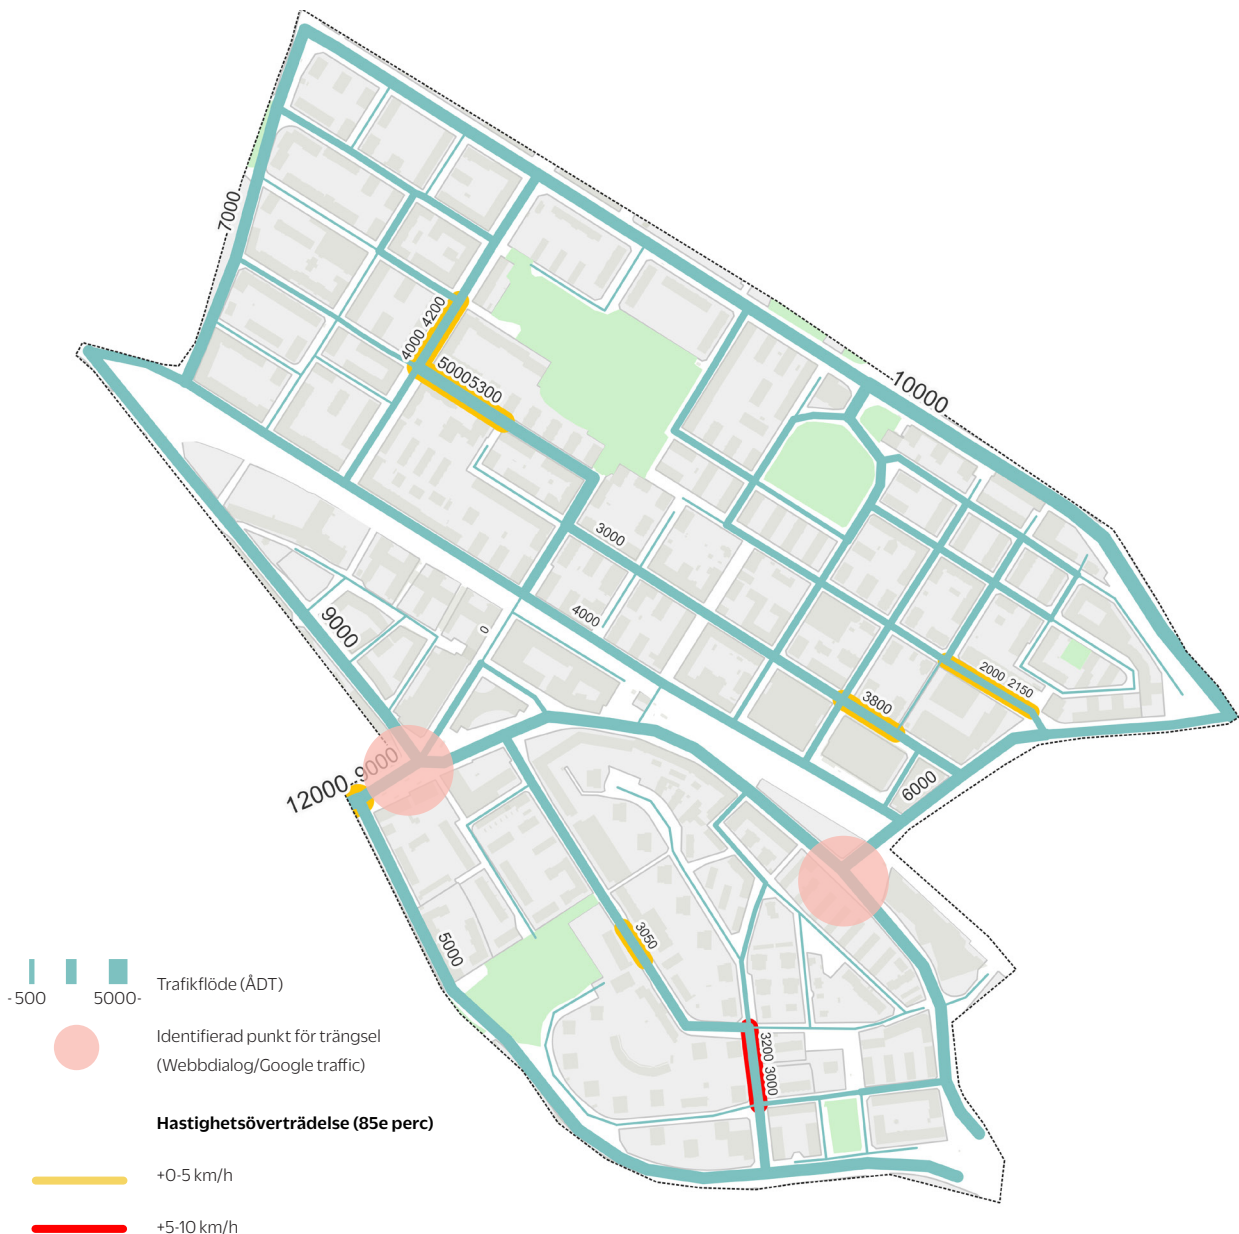 7000
4000 4200
50005300
10000
3000
4000
9000
0
2000 2150
3800
6000
12000 9000
3050
5000
3200 3000
- 500 5000-
Trafikflöde (ÅDT)
Identifierad punkt för trängsel
(Webbdialog/Google traffic)
Hastighetsöverträdelse (85e perc)
+0-5 km/h
+5-10 km/h